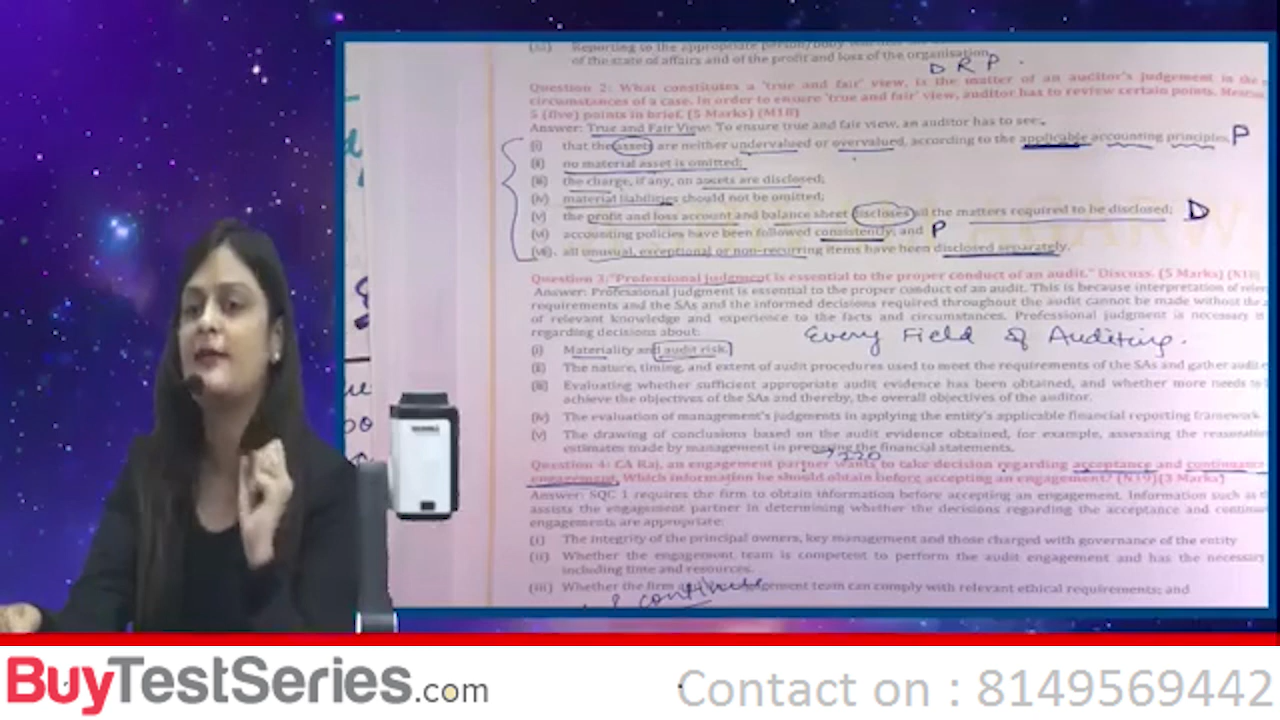 Reporting to the appropriate person/body
of the state of affairs and of the profit and loss of the organisation.
D R P.
Question 2: What constitutes a 'true and fair' view, is the matter of an auditor's judgement in the
circumstances of a case. In order to ensure 'true and fair' view, auditor has to review certain points.
5 (five) points in brief. (5 Marks) (M18)
Answer: True and Fair View: To ensure true and fair view, an auditor has to see:
(i) that the assets are neither undervalued or overvalued, according to the applicable accounting principles, P
(ii) no material asset is omitted;
(iii) the charge, if any, on assets are disclosed;
(iv) material liabilities should not be omitted;
(v) the profit and loss account and balance sheet discloses all the matters required to be disclosed; D
(vi) accounting policies have been followed consistently; and P
(vii) all unusual, exceptional or non-recurring items have been disclosed separately.
Question 3: "Professional judgment is essential to the proper conduct of an audit." Discuss. (5 Marks) (N18)
Answer: Professional judgment is essential to the proper conduct of an audit. This is because interpretation of
requirements and the SAs and the informed decisions required throughout the audit cannot be made without the
of relevant knowledge and experience to the facts and circumstances. Professional judgment is necessary in
regarding decisions about:
Every Field of Auditing.
(i) Materiality and audit risk.
(ii) The nature, timing, and extent of audit procedures used to meet the requirements of the SAs and gather audit
(iii) Evaluating whether sufficient appropriate audit evidence has been obtained, and whether more needs to
achieve the objectives of the SAs and thereby, the overall objectives of the auditor.
(iv) The evaluation of management's judgments in applying the entity's applicable financial reporting framework
(v) The drawing of conclusions based on the audit evidence obtained, for example, assessing the
estimates made by management in preparing the financial statements.
220
Question 4: CA Raj, an engagement partner wants to take decision regarding acceptance and continuance
engagement. Which information he should obtain before accepting an engagement? (N19)(3 Marks)
Answer: SQC 1 requires the firm to obtain information before accepting an engagement. Information such as
assists the engagement partner in determining whether the decisions regarding the acceptance and
engagements are appropriate:
(i) The integrity of the principal owners, key management and those charged with governance of the entity
(ii) Whether the engagement team is competent to perform the audit engagement and has the necessary
including time and resources.
(iii) Whether the firm engagement team can comply with relevant ethical requirements; and
& continue
BuyTestSeries.com
Contact on : 8149569442